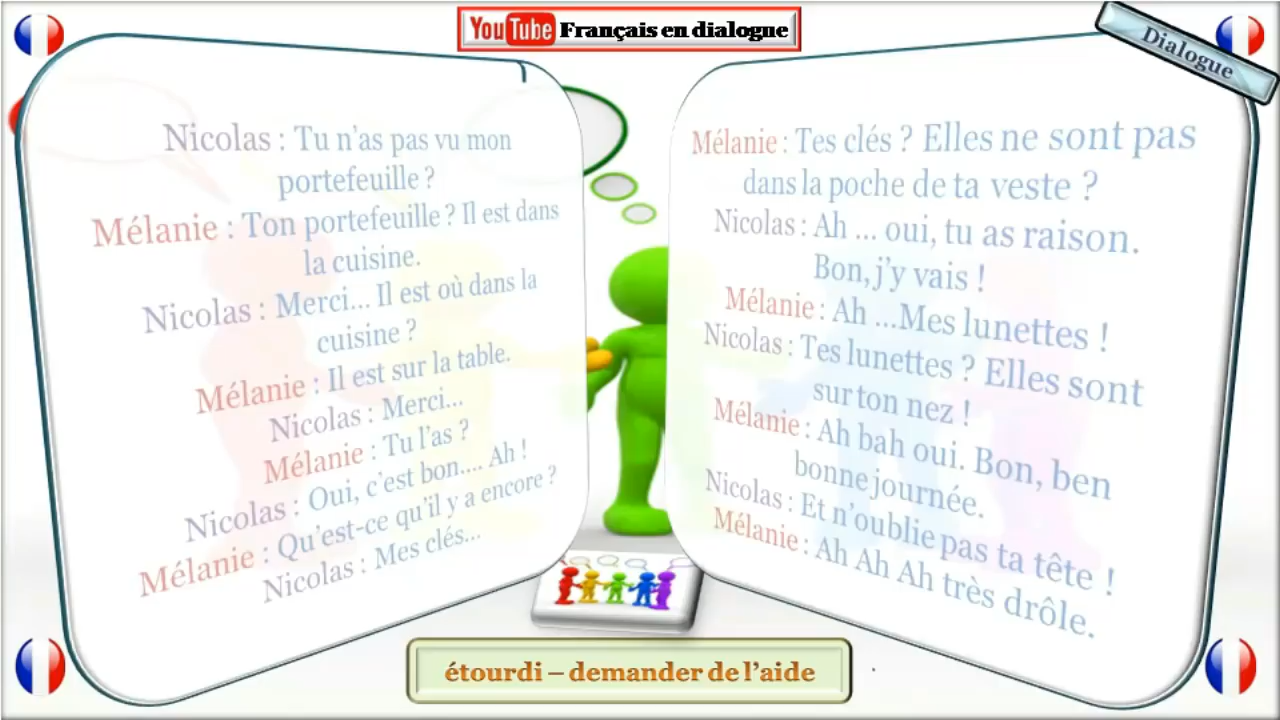 YouTube Français en dialogue
Dialogue
Nicolas : Tu n'as pas vu mon
portefeuille ?
Mélanie : Ton portefeuille ? Il est dans
la cuisine.
Nicolas : Merci... Il est où dans la
cuisine ?
Mélanie : Il est sur la table.
Nicolas : Merci...
Mélanie : Tu l'as ?
Nicolas : Oui, c'est bon.... Ah !
Mélanie : Qu'est-ce qu'il y a encore ?
Nicolas : Mes clés...
Mélanie : Tes clés ? Elles ne sont pas
dans la poche de ta veste ?
Nicolas : Ah ... oui, tu as raison.
Bon, j'y vais !
Mélanie : Ah ...Mes lunettes !
Nicolas : Tes lunettes ? Elles sont
sur ton nez !
Mélanie : Ah bah oui. Bon, ben
bonne journée.
Nicolas : Et n'oublie pas ta tête !
Mélanie : Ah Ah Ah très drôle.
étourdi – demander de l'aide